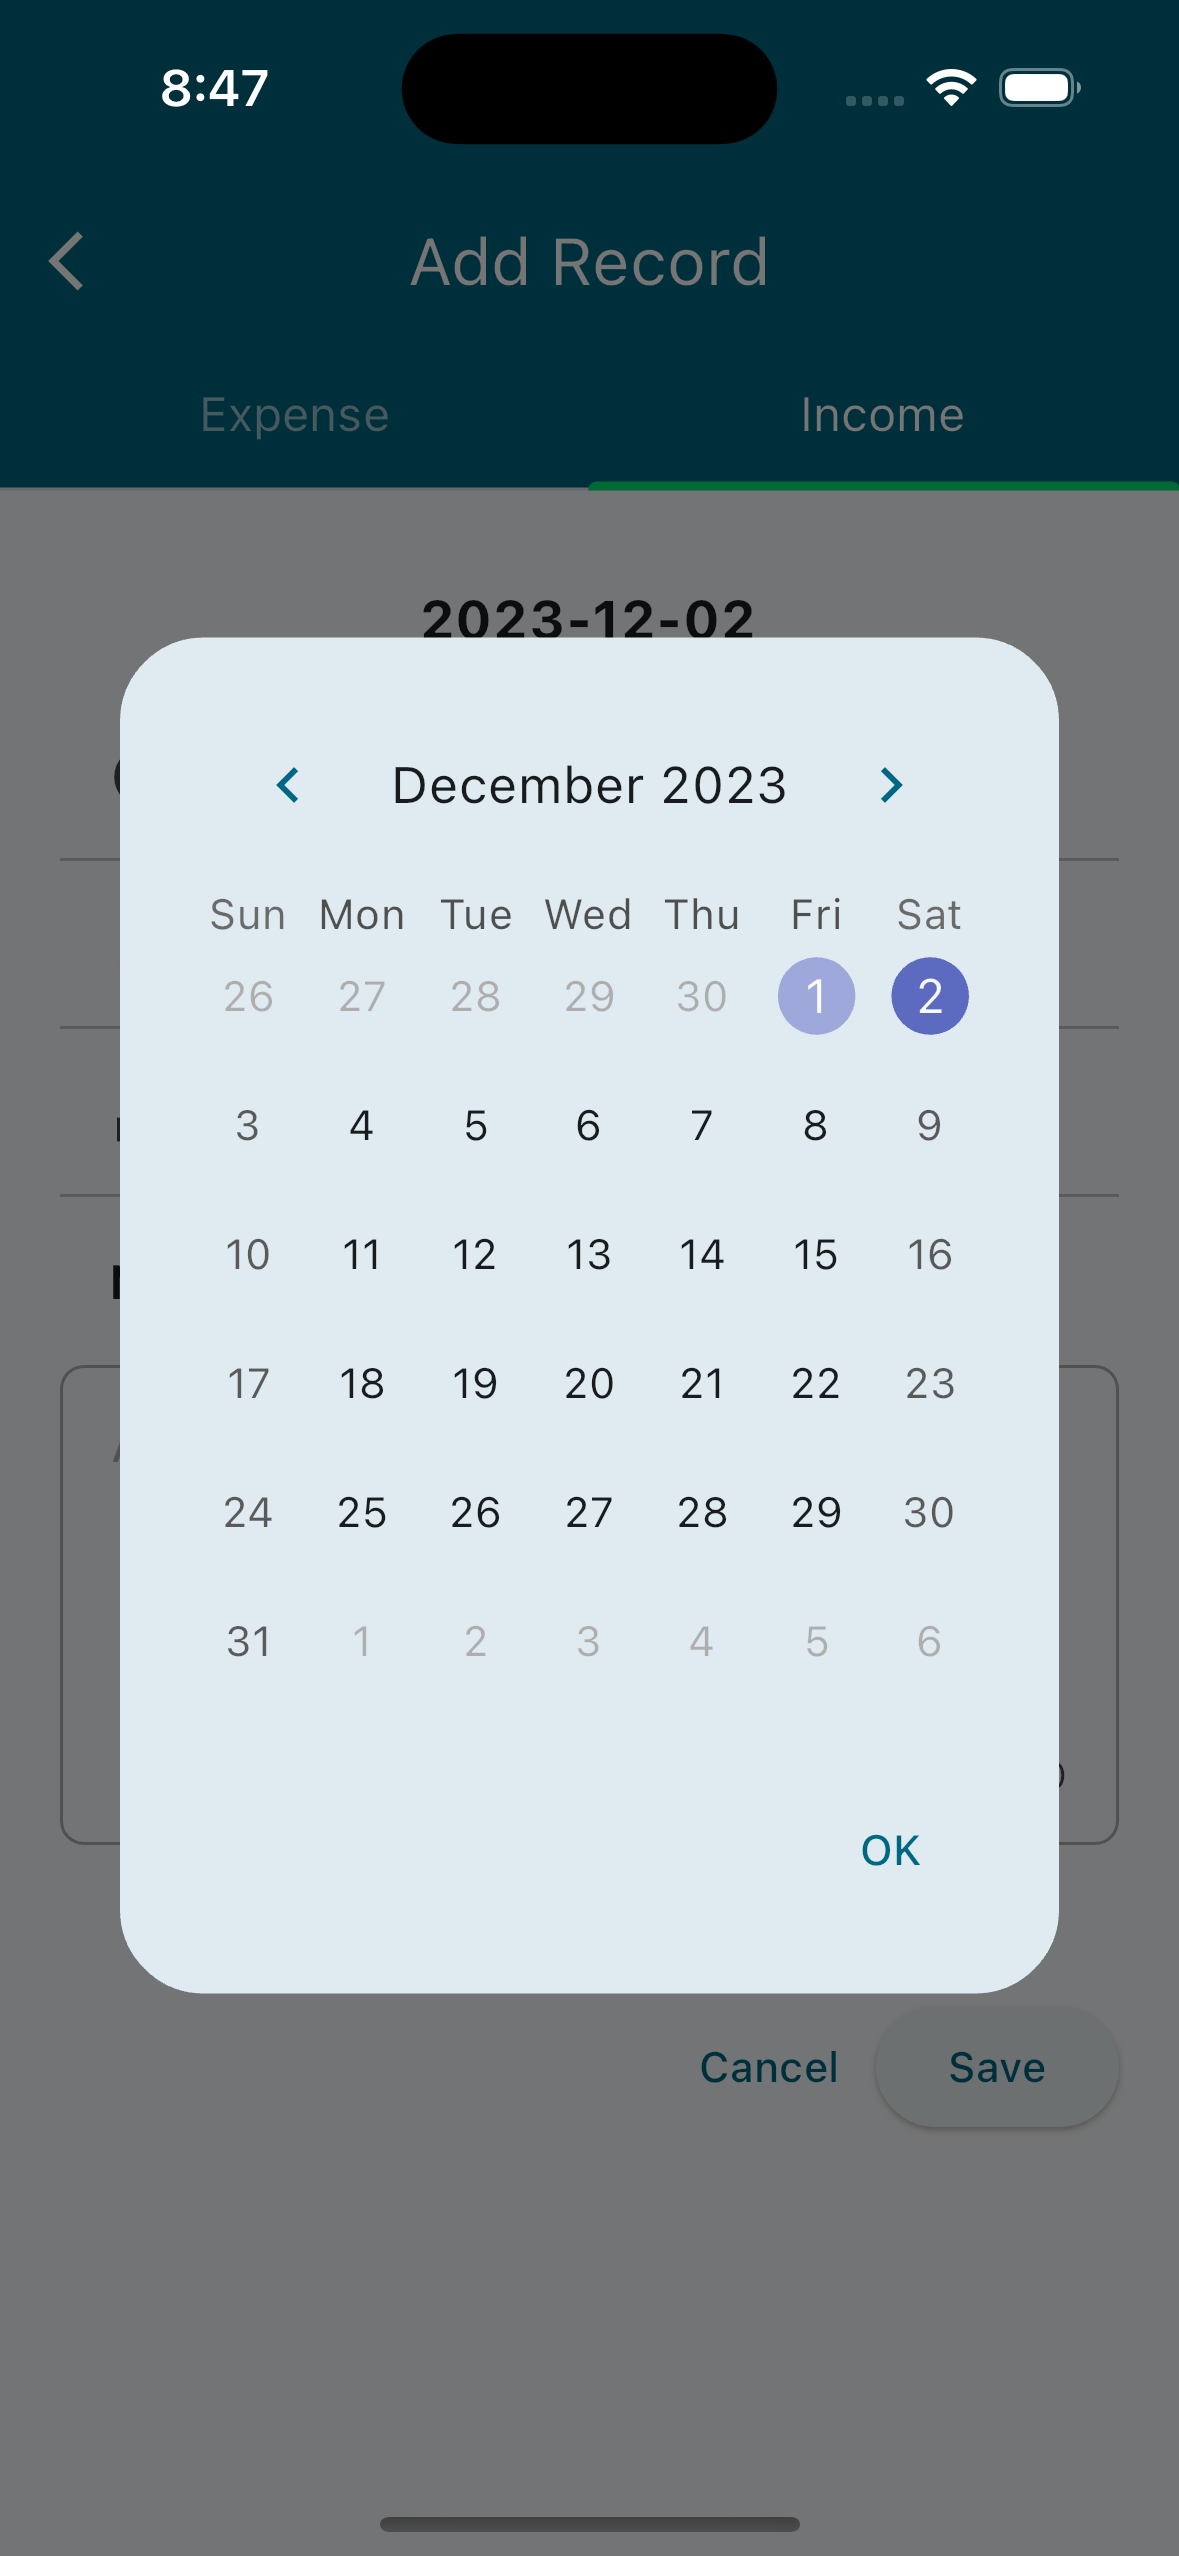 8:47
Add Record
Expense Income
2023-12-02
December 2023
Sun Mon Tue Wed Thu Fri Sat
26 27 28 29 30 1 2
3 4 5 6 7 8 9
10 11 12 13 14 15 16
17 18 19 20 21 22 23
24 25 26 27 28 29 30
31 1 2 3 4 5 6
OK
Cancel Save